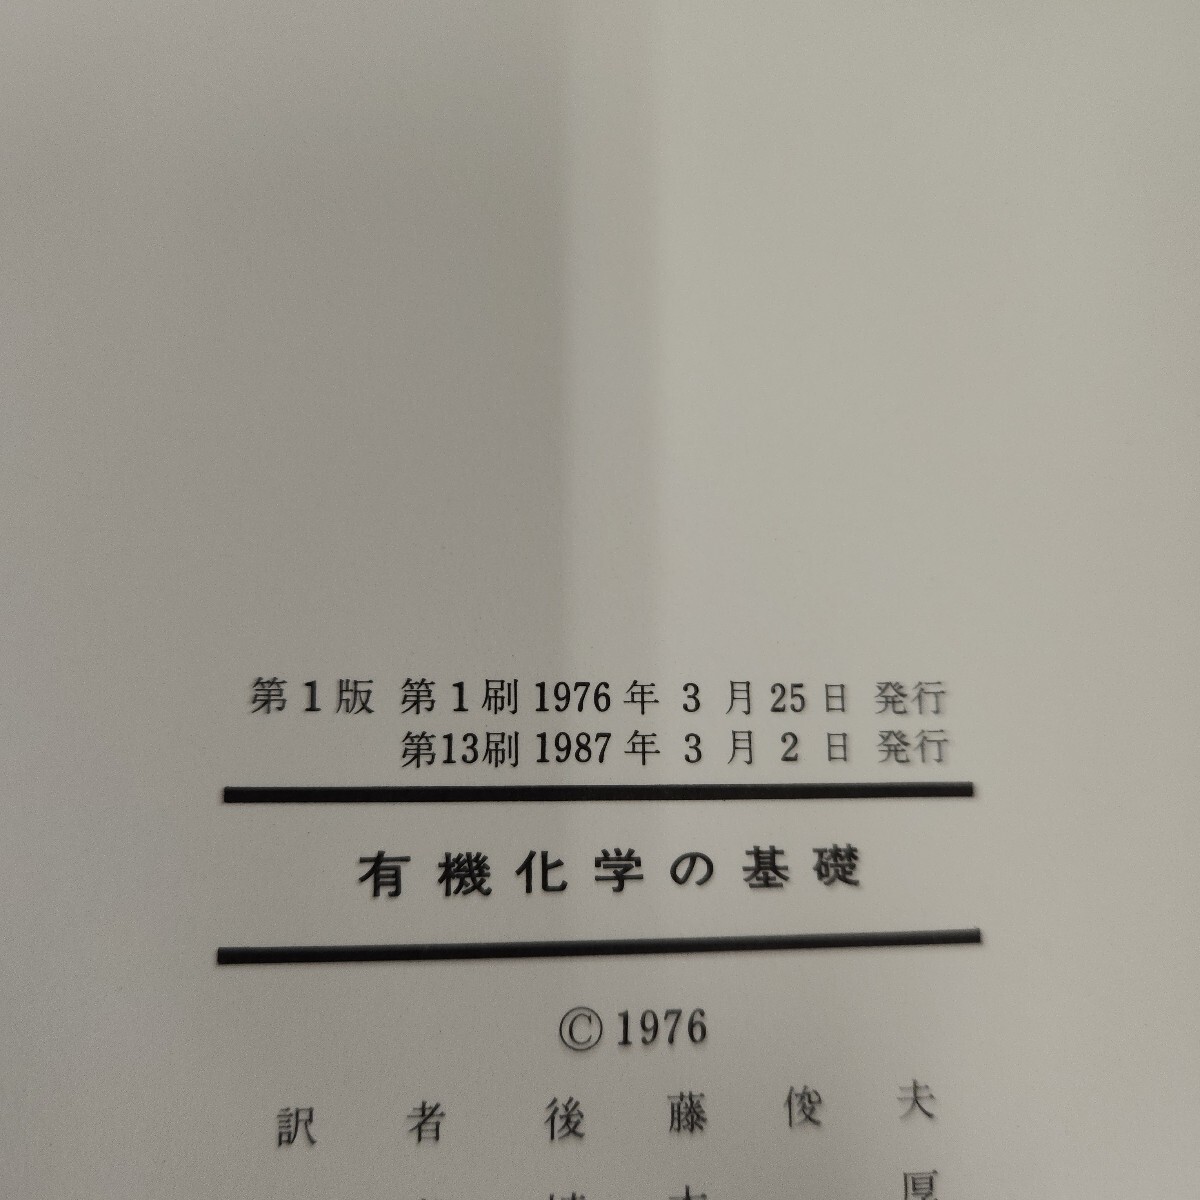 第1版 第1刷 1976年 3月25日 発行
第13刷 1987年 3月2日 発行
有機化学の基礎
©1976
訳者 後藤俊夫